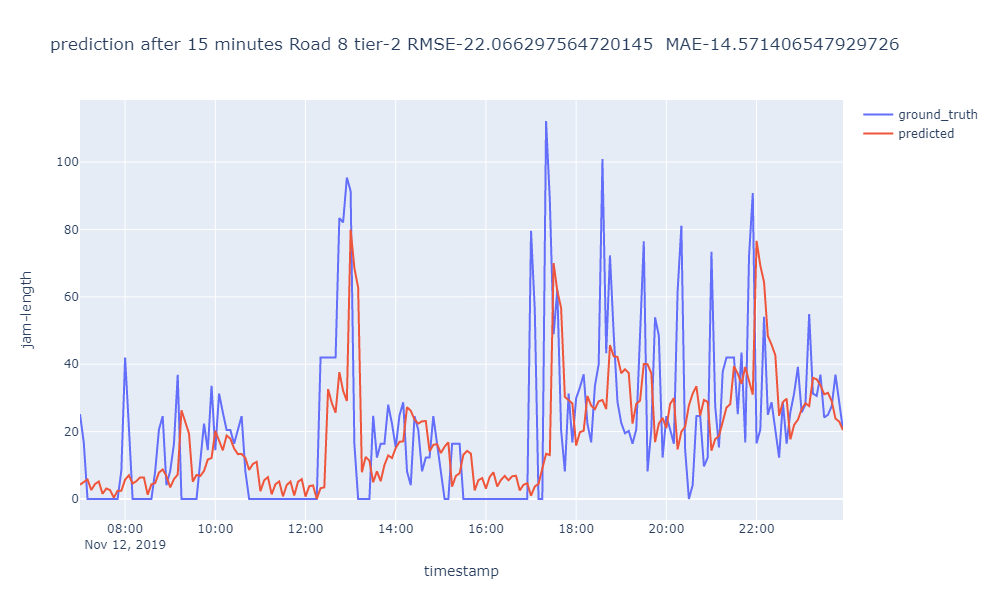 prediction after 15 minutes Road 8 tier-2 RMSE-22.066297564720145  MAE-14.571406547929726
ground_truth
predicted
jam-length
100
80
60
40
20
0
08:00 10:00 12:00 14:00 16:00 18:00 20:00 22:00
Nov 12, 2019
timestamp